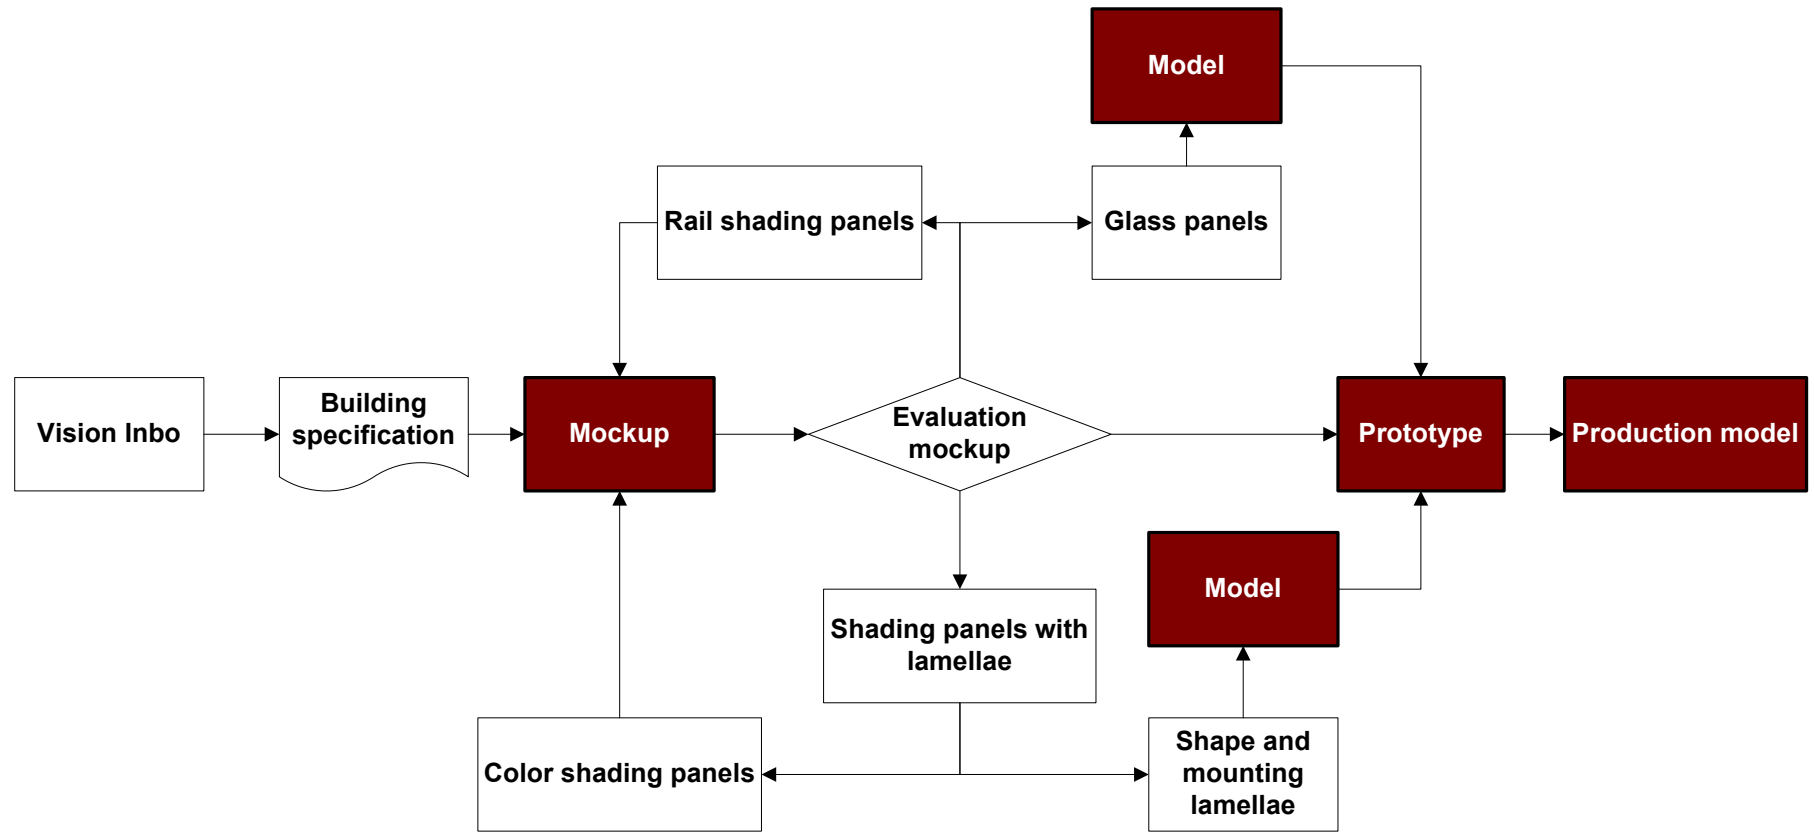 Model
Rail shading panels
Glass panels
Vision Inbo
Building
specification
Mockup
Evaluation
mockup
Prototype
Production model
Model
Shading panels with
lamellae
Color shading panels
Shape and
mounting
lamellae